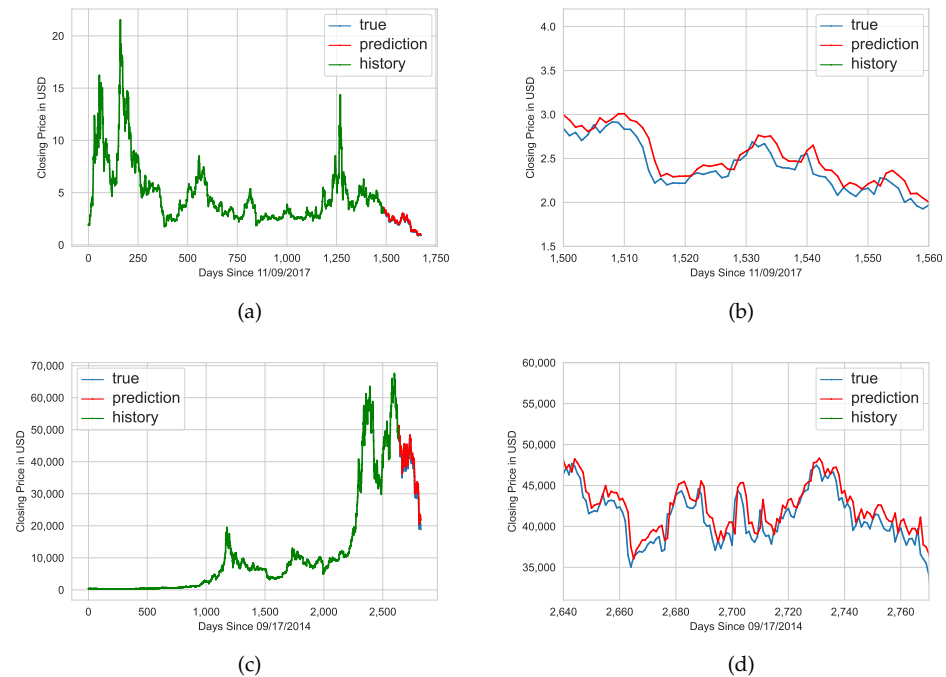 true
prediction
history
Closing Price in USD
20
15
10
5
0
0
250
500
750
1,000
1,250
1,500
1,750
Days Since 11/09/2017
(a)
true
prediction
history
Closing Price in USD
4.0
3.5
3.0
2.5
2.0
1.5
1,500
1,510
1,520
1,530
1,540
1,550
1,560
Days Since 11/09/2017
(b)
true
prediction
history
Closing Price in USD
70,000
60,000
50,000
40,000
30,000
20,000
10,000
0
0
500
1,000
1,500
2,000
2,500
Days Since 09/17/2014
(c)
true
prediction
history
Closing Price in USD
60,000
55,000
50,000
45,000
40,000
35,000
2,640
2,660
2,680
2,700
2,720
2,740
2,760
Days Since 09/17/2014
(d)